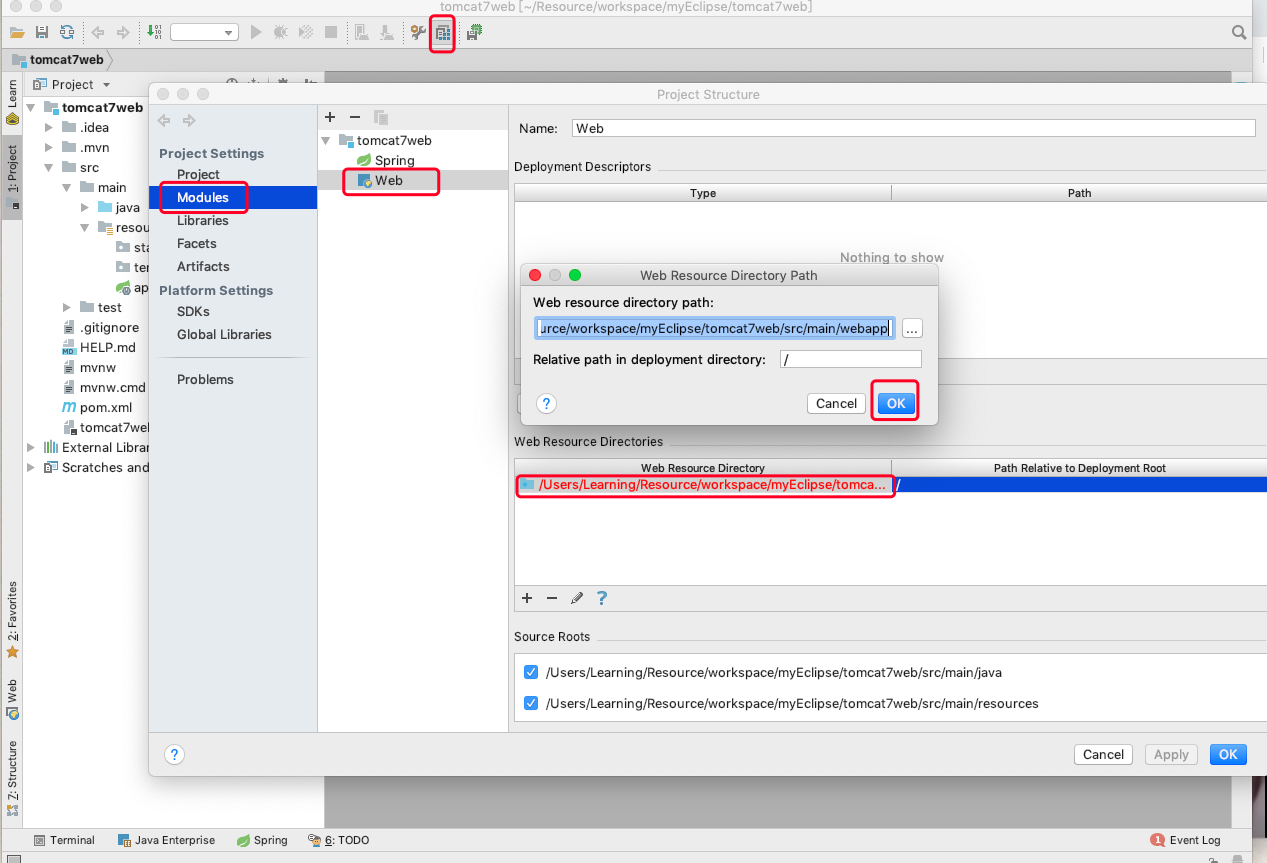 tomcat7web [~/Resource/workspace/myEclipse/tomcat7web]
tomcat7web
Learn
1: Project
2: Favorites
Web
7: Structure
Project
tomcat7web
.idea
.mvn
src
main
java
resou
sta
ter
ap
test
.gitignore
HELP.md
mvnw
mvnw.cmd
pom.xml
tomcat7wel
External Librar
Scratches and
Project Structure
Project Settings
Project
Modules
Libraries
Facets
Artifacts
Platform Settings
SDKs
Global Libraries
Problems
tomcat7web
Spring
Web
Name: Web
Deployment Descriptors
Type Path
Nothing to show
Web Resource Directory Path
Web resource directory path:
urce/workspace/myEclipse/tomcat7web/src/main/webapp ...
Relative path in deployment directory: /
? Cancel OK
Web Resource Directories
Web Resource Directory Path Relative to Deployment Root
/Users/Learning/Resource/workspace/myEclipse/tomca... /
Source Roots
/Users/Learning/Resource/workspace/myEclipse/tomcat7web/src/main/java
/Users/Learning/Resource/workspace/myEclipse/tomcat7web/src/main/resources
? Cancel Apply OK
Terminal Java Enterprise Spring 6: TODO 1 Event Log